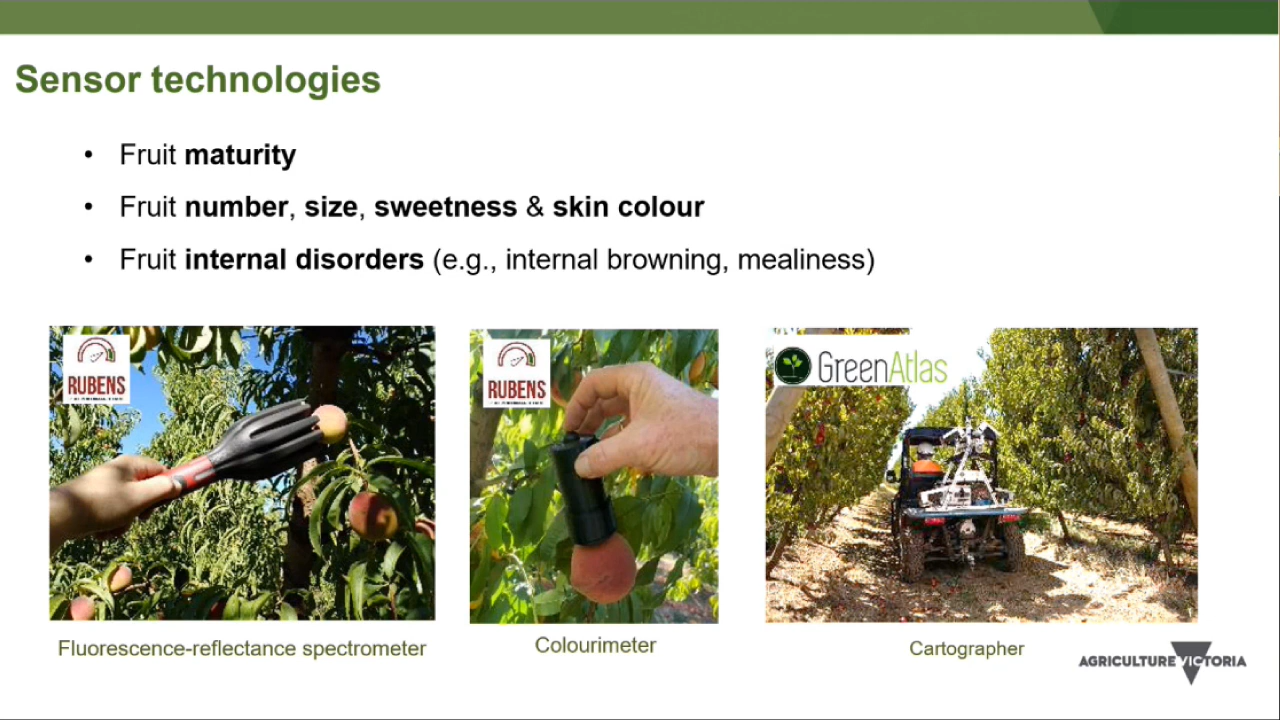 Sensor technologies
• Fruit maturity
• Fruit number, size, sweetness & skin colour
• Fruit internal disorders (e.g., internal browning, mealiness)
RUBENS
RUBENS
GreenAtlas
Fluorescence-reflectance spectrometer
Colourimeter
Cartographer
AGRICULTURE VICTORIA